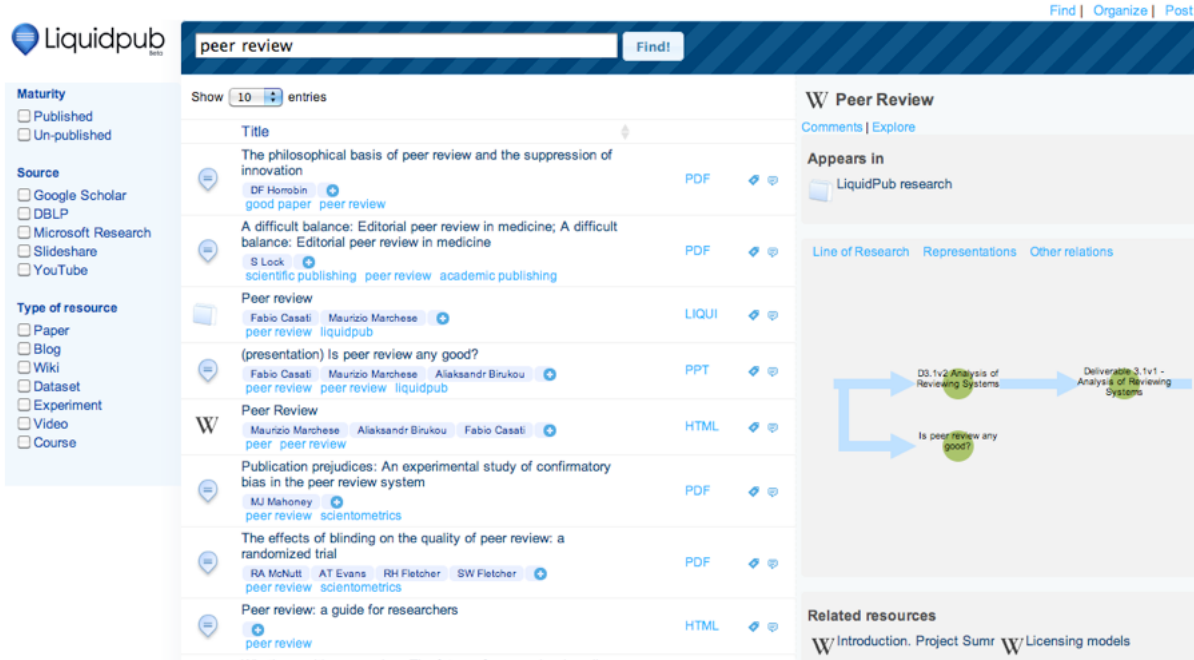 Find | Organize | Post
Liquidpub
Beta
peer review
Find!
Maturity
Published
Un-published
Source
Google Scholar
DBLP
Microsoft Research
Slideshare
YouTube
Type of resource
Paper
Blog
Wiki
Dataset
Experiment
Video
Course
Show 10 entries
Title
The philosophical basis of peer review and the suppression of
innovation
DF Horrobin
good paper peer review
PDF
A difficult balance: Editorial peer review in medicine; A difficult
balance: Editorial peer review in medicine
S Lock
scientific publishing peer review academic publishing
PDF
Peer review
Fabio Casati Maurizio Marchese
peer review liquidpub
LIQUI
(presentation) Is peer review any good?
Fabio Casati Maurizio Marchese Aliaksandr Birukou
peer review peer review liquidpub
PPT
W
Peer Review
Maurizio Marchese Aliaksandr Birukou Fabio Casati
peer peer review
HTML
Publication prejudices: An experimental study of confirmatory
bias in the peer review system
MJ Mahoney
peer review scientometrics
PDF
The effects of blinding on the quality of peer review: a
randomized trial
RA McNutt AT Evans RH Fletcher SW Fletcher
peer review scientometrics
PDF
Peer review: a guide for researchers
peer review
HTML
W Peer Review
Comments | Explore
Appears in
LiquidPub research
Line of Research Representations Other relations
D3.1v2 Analysis of
Reviewing Systems
Deliverable 3.1v1 -
Analysis of Reviewing
Systems
Is peer review any
good?
Related resources
W Introduction. Project Sumr W Licensing models